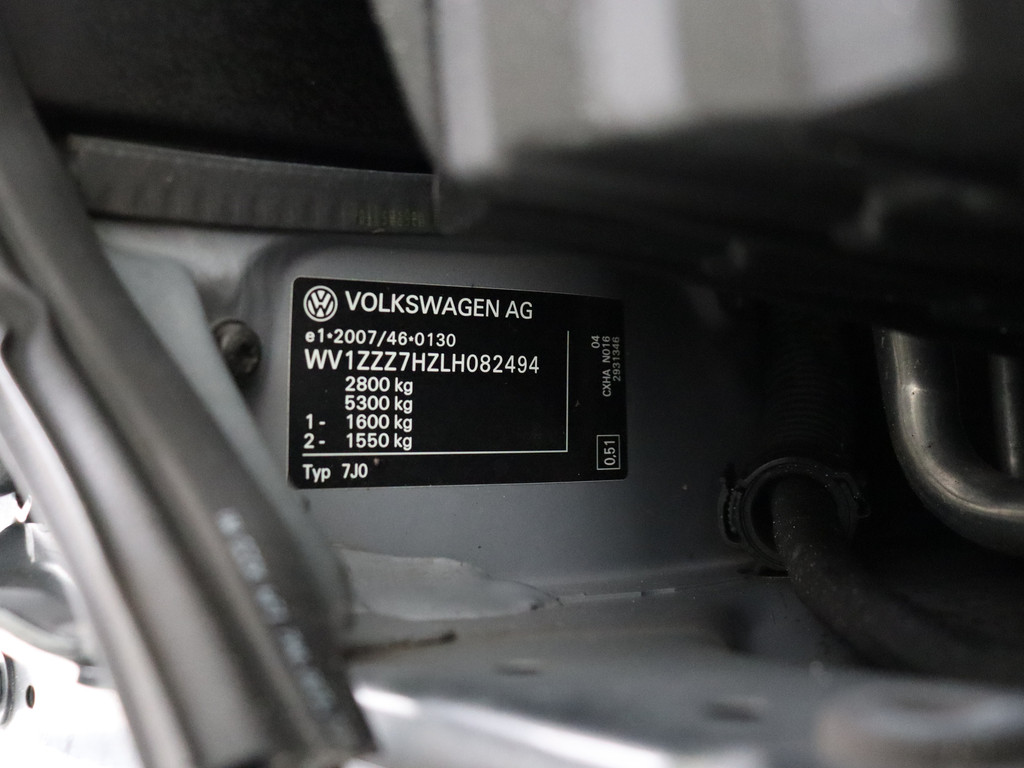 VOLKSWAGEN AG
e1*2007/46*0130
WV1ZZZ7HZLH082494
2800 kg
5300 kg
1- 1600 kg
2- 1550 kg
Typ 7J0
04
CXHA N016
2931346
0,51